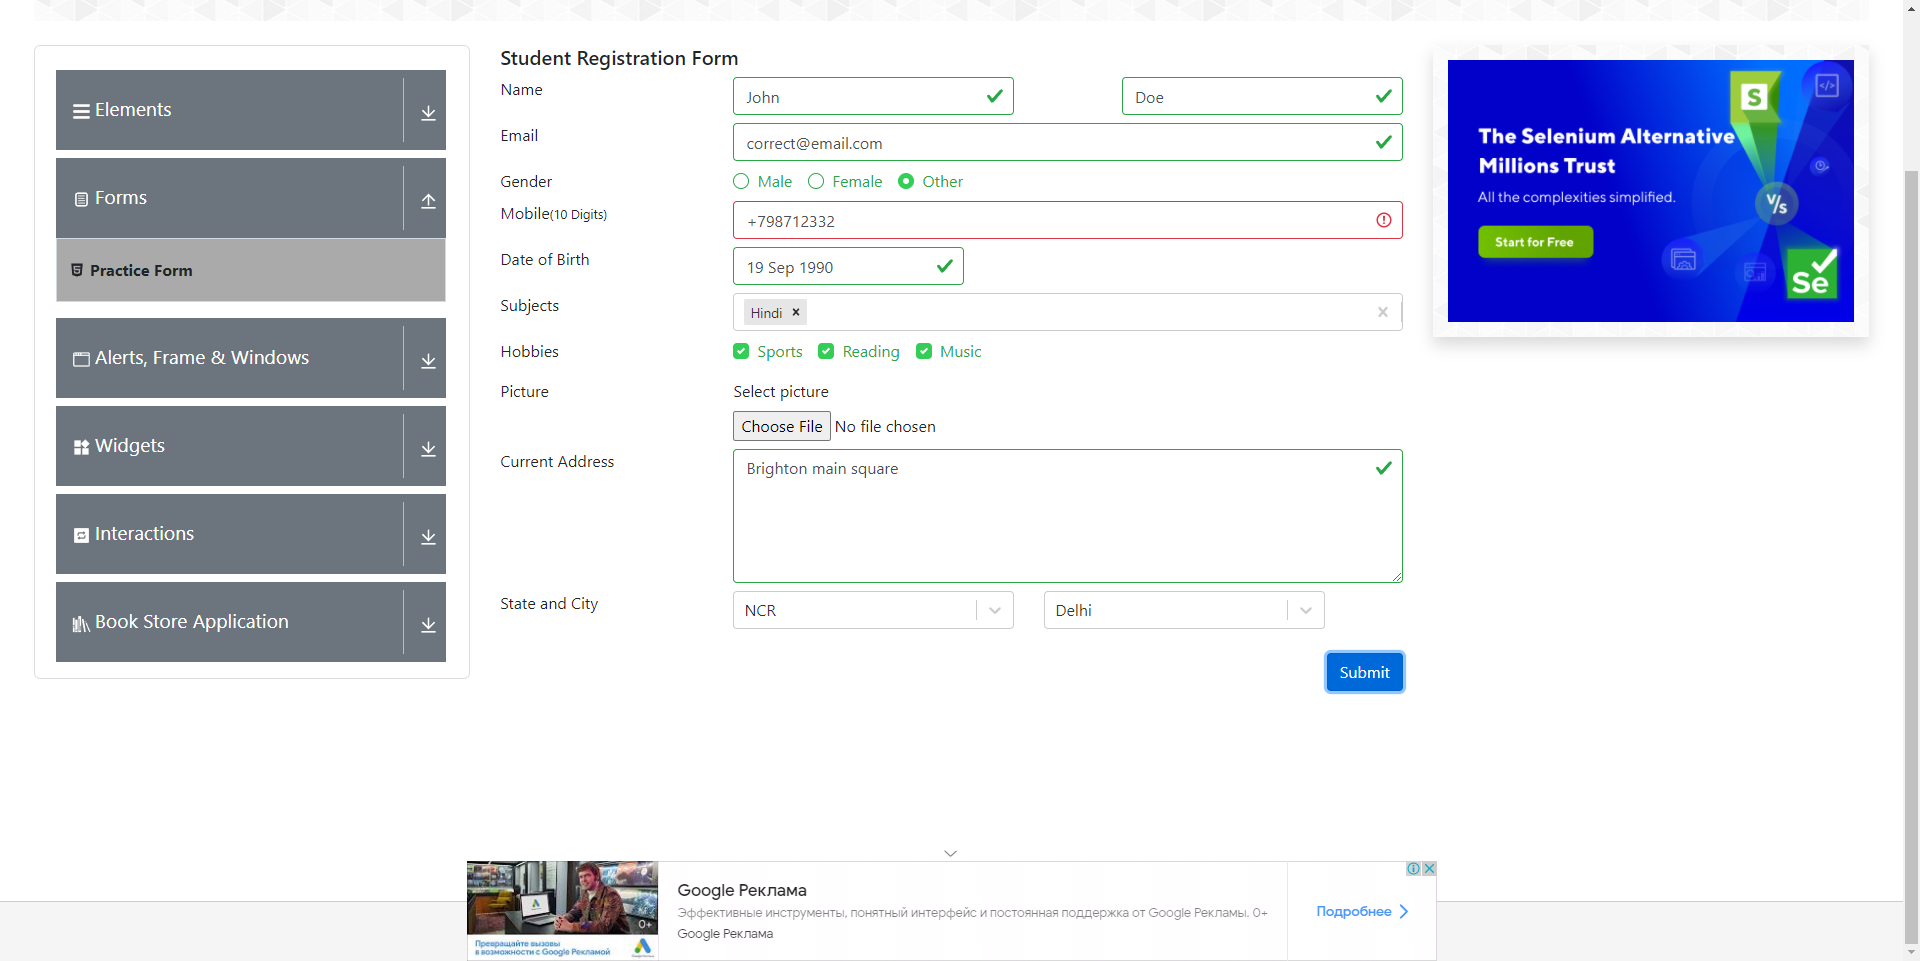 Elements
Forms
Practice Form
Alerts, Frame & Windows
Widgets
Interactions
Book Store Application
Student Registration Form
Name
John
Doe
Email
correct@email.com
Gender
Male
Female
Other
Mobile(10 Digits)
+798712332
Date of Birth
19 Sep 1990
Subjects
Hindi
Hobbies
Sports
Reading
Music
Picture
Select picture
Choose File No file chosen
Current Address
Brighton main square
State and City
NCR
Delhi
Submit
The Selenium Alternative
Millions Trust
All the complexities simplified.
Start for Free
S
</>
V/s
Se
0+
Превращайте вызовы
в возможности с Google Рекламой
Google Реклама
Эффективные инструменты, понятный интерфейс и постоянная поддержка от Google Рекламы. 0+
Google Реклама
Подробнее